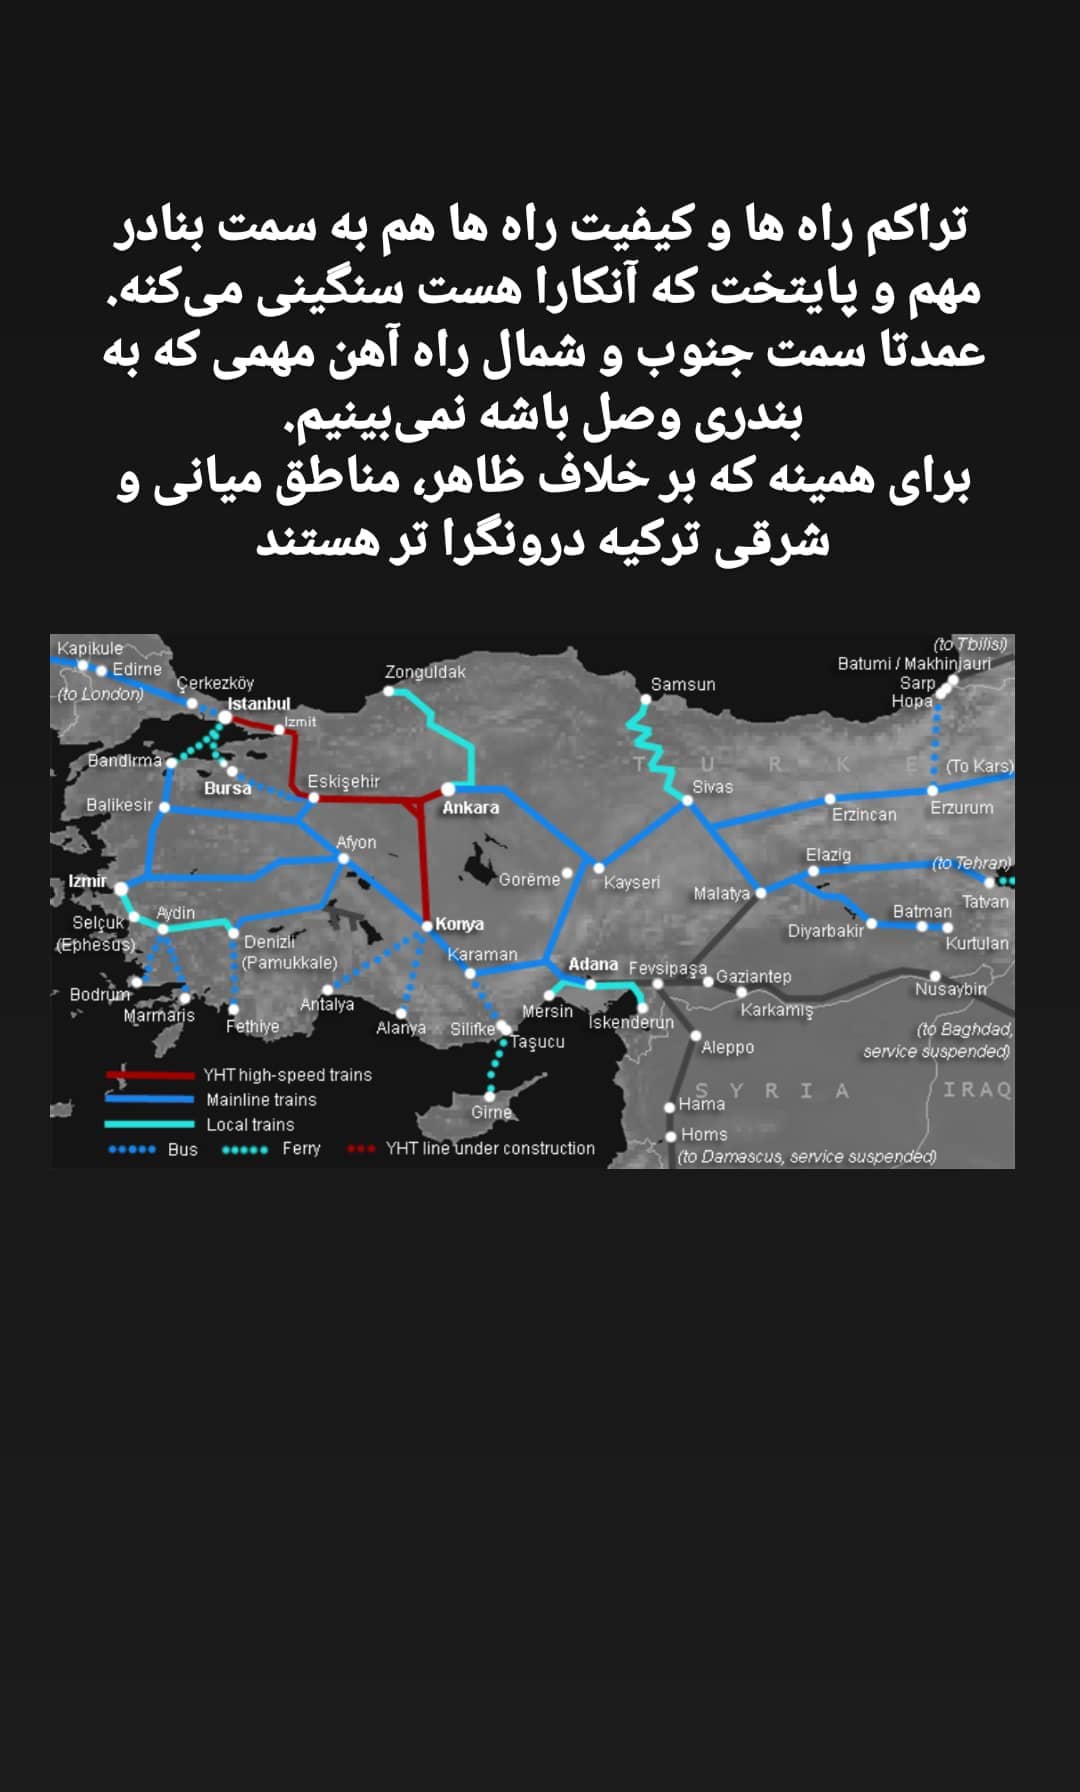 تراکم راه ها و کیفیت راه ها هم به سمت بنادر
مهم و پایتخت که آنکارا هست سنگینی می‌کنه.
عمدتا سمت جنوب و شمال راه آهن مهمی که به
بندری وصل باشه نمی‌بینیم.
برای همینه که بر خلاف ظاهر، مناطق میانی و
شرقی ترکیه درونگرا تر هستند
Kapikule
Edirne
(to London)
Çerkezköy
Istanbul
Izmit
Zonguldak
Samsun
(to Tbilisi)
Batumi / Makhinjauri
Sarp
Hopa
Bandirma
Bursa
Eskişehir
Ankara
T U R K E
Sivas
(To Kars)
Balikesir
Erzincan
Erzurum
Afyon
Gorëme
Kayseri
Elazig
(to Tehran)
Izmir
Malatya
Tatvan
Selçuk
(Ephesus)
Aydin
Konya
Diyarbakir
Batman
Kurtulan
Denizli
(Pamukkale)
Karaman
Adana
Fevsipaşa
Gaziantep
Nusaybin
Bodrum
Marmaris
Fethiye
Antalya
Alanya
Silifke
Taşucu
Mersin
Iskenderun
Karkamiş
(to Baghdad,
service suspended)
Aleppo
YHT high-speed trains
Mainline trains
Local trains
Bus
Ferry
YHT line under construction
Girne
S Y R I A
IRAQ
Hama
Homs
(to Damascus, service suspended)